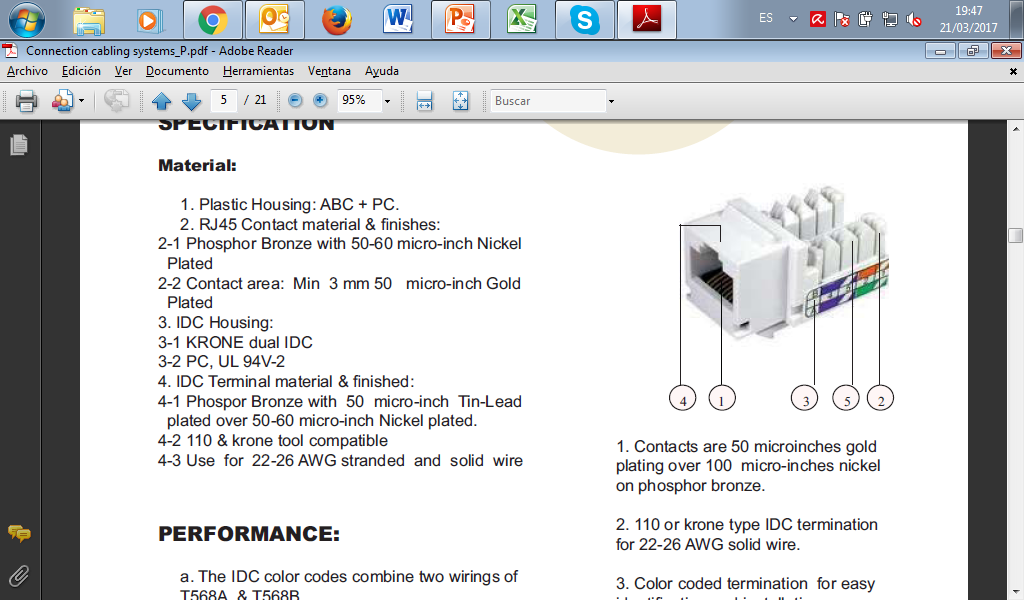 ES
19:47
21/03/2017
Connection cabling systems_P.pdf - Adobe Reader
Archivo Edición Ver Documento Herramientas Ventana Ayuda
5 / 21 95% Buscar
SPECIFICATION
Material:
1. Plastic Housing: ABC + PC.
2. RJ45 Contact material & finishes:
2-1 Phosphor Bronze with 50-60 micro-inch Nickel
Plated
2-2 Contact area: Min 3 mm 50 micro-inch Gold
Plated
3. IDC Housing:
3-1 KRONE dual IDC
3-2 PC, UL 94V-2
4. IDC Terminal material & finished:
4-1 Phospor Bronze with 50 micro-inch Tin-Lead
plated over 50-60 micro-inch Nickel plated.
4-2 110 & krone tool compatible
4-3 Use for 22-26 AWG stranded and solid wire
PERFORMANCE:
a. The IDC color codes combine two wirings of
T568A & T568B
4 1 3 5 2
1. Contacts are 50 microinches gold
plating over 100 micro-inches nickel
on phosphor bronze.
2. 110 or krone type IDC termination
for 22-26 AWG solid wire.
3. Color coded termination for easy